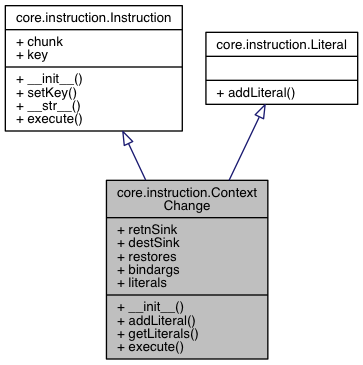 core.instruction.Instruction
+ chunk
+ key
+ __init__()
+ setKey()
+ __str__()
+ execute()
core.instruction.Literal
+ addLiteral()
core.instruction.Context
Change
+ retnSink
+ destSink
+ restores
+ bindargs
+ literals
+ __init__()
+ addLiteral()
+ getLiterals()
+ execute()